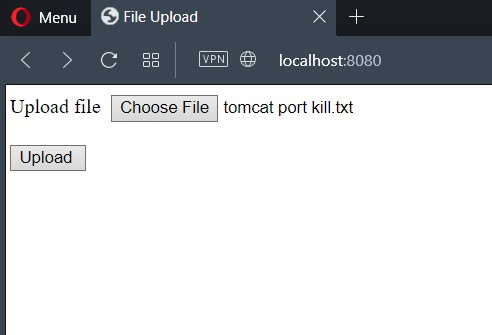 Menu File Upload
VPN localhost:8080
Upload file Choose File tomcat port kill.txt
Upload